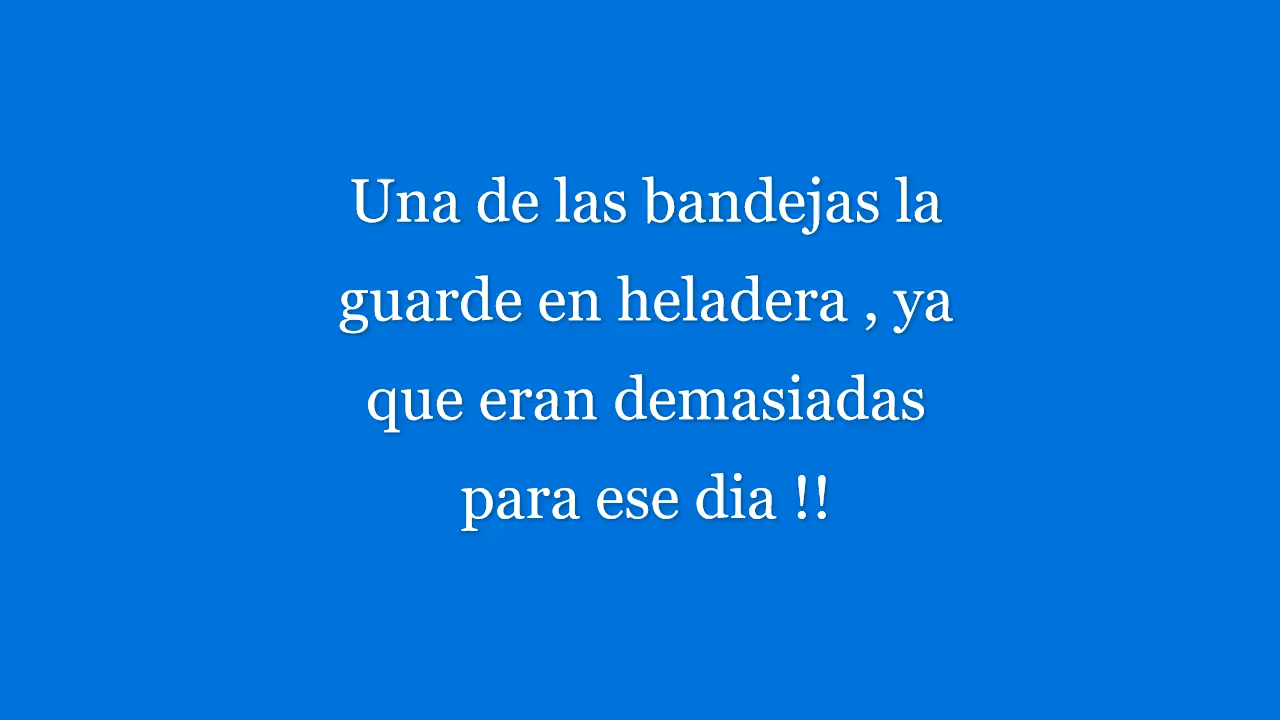 Una de las bandejas la
guarde en heladera , ya
que eran demasiadas
para ese dia !!